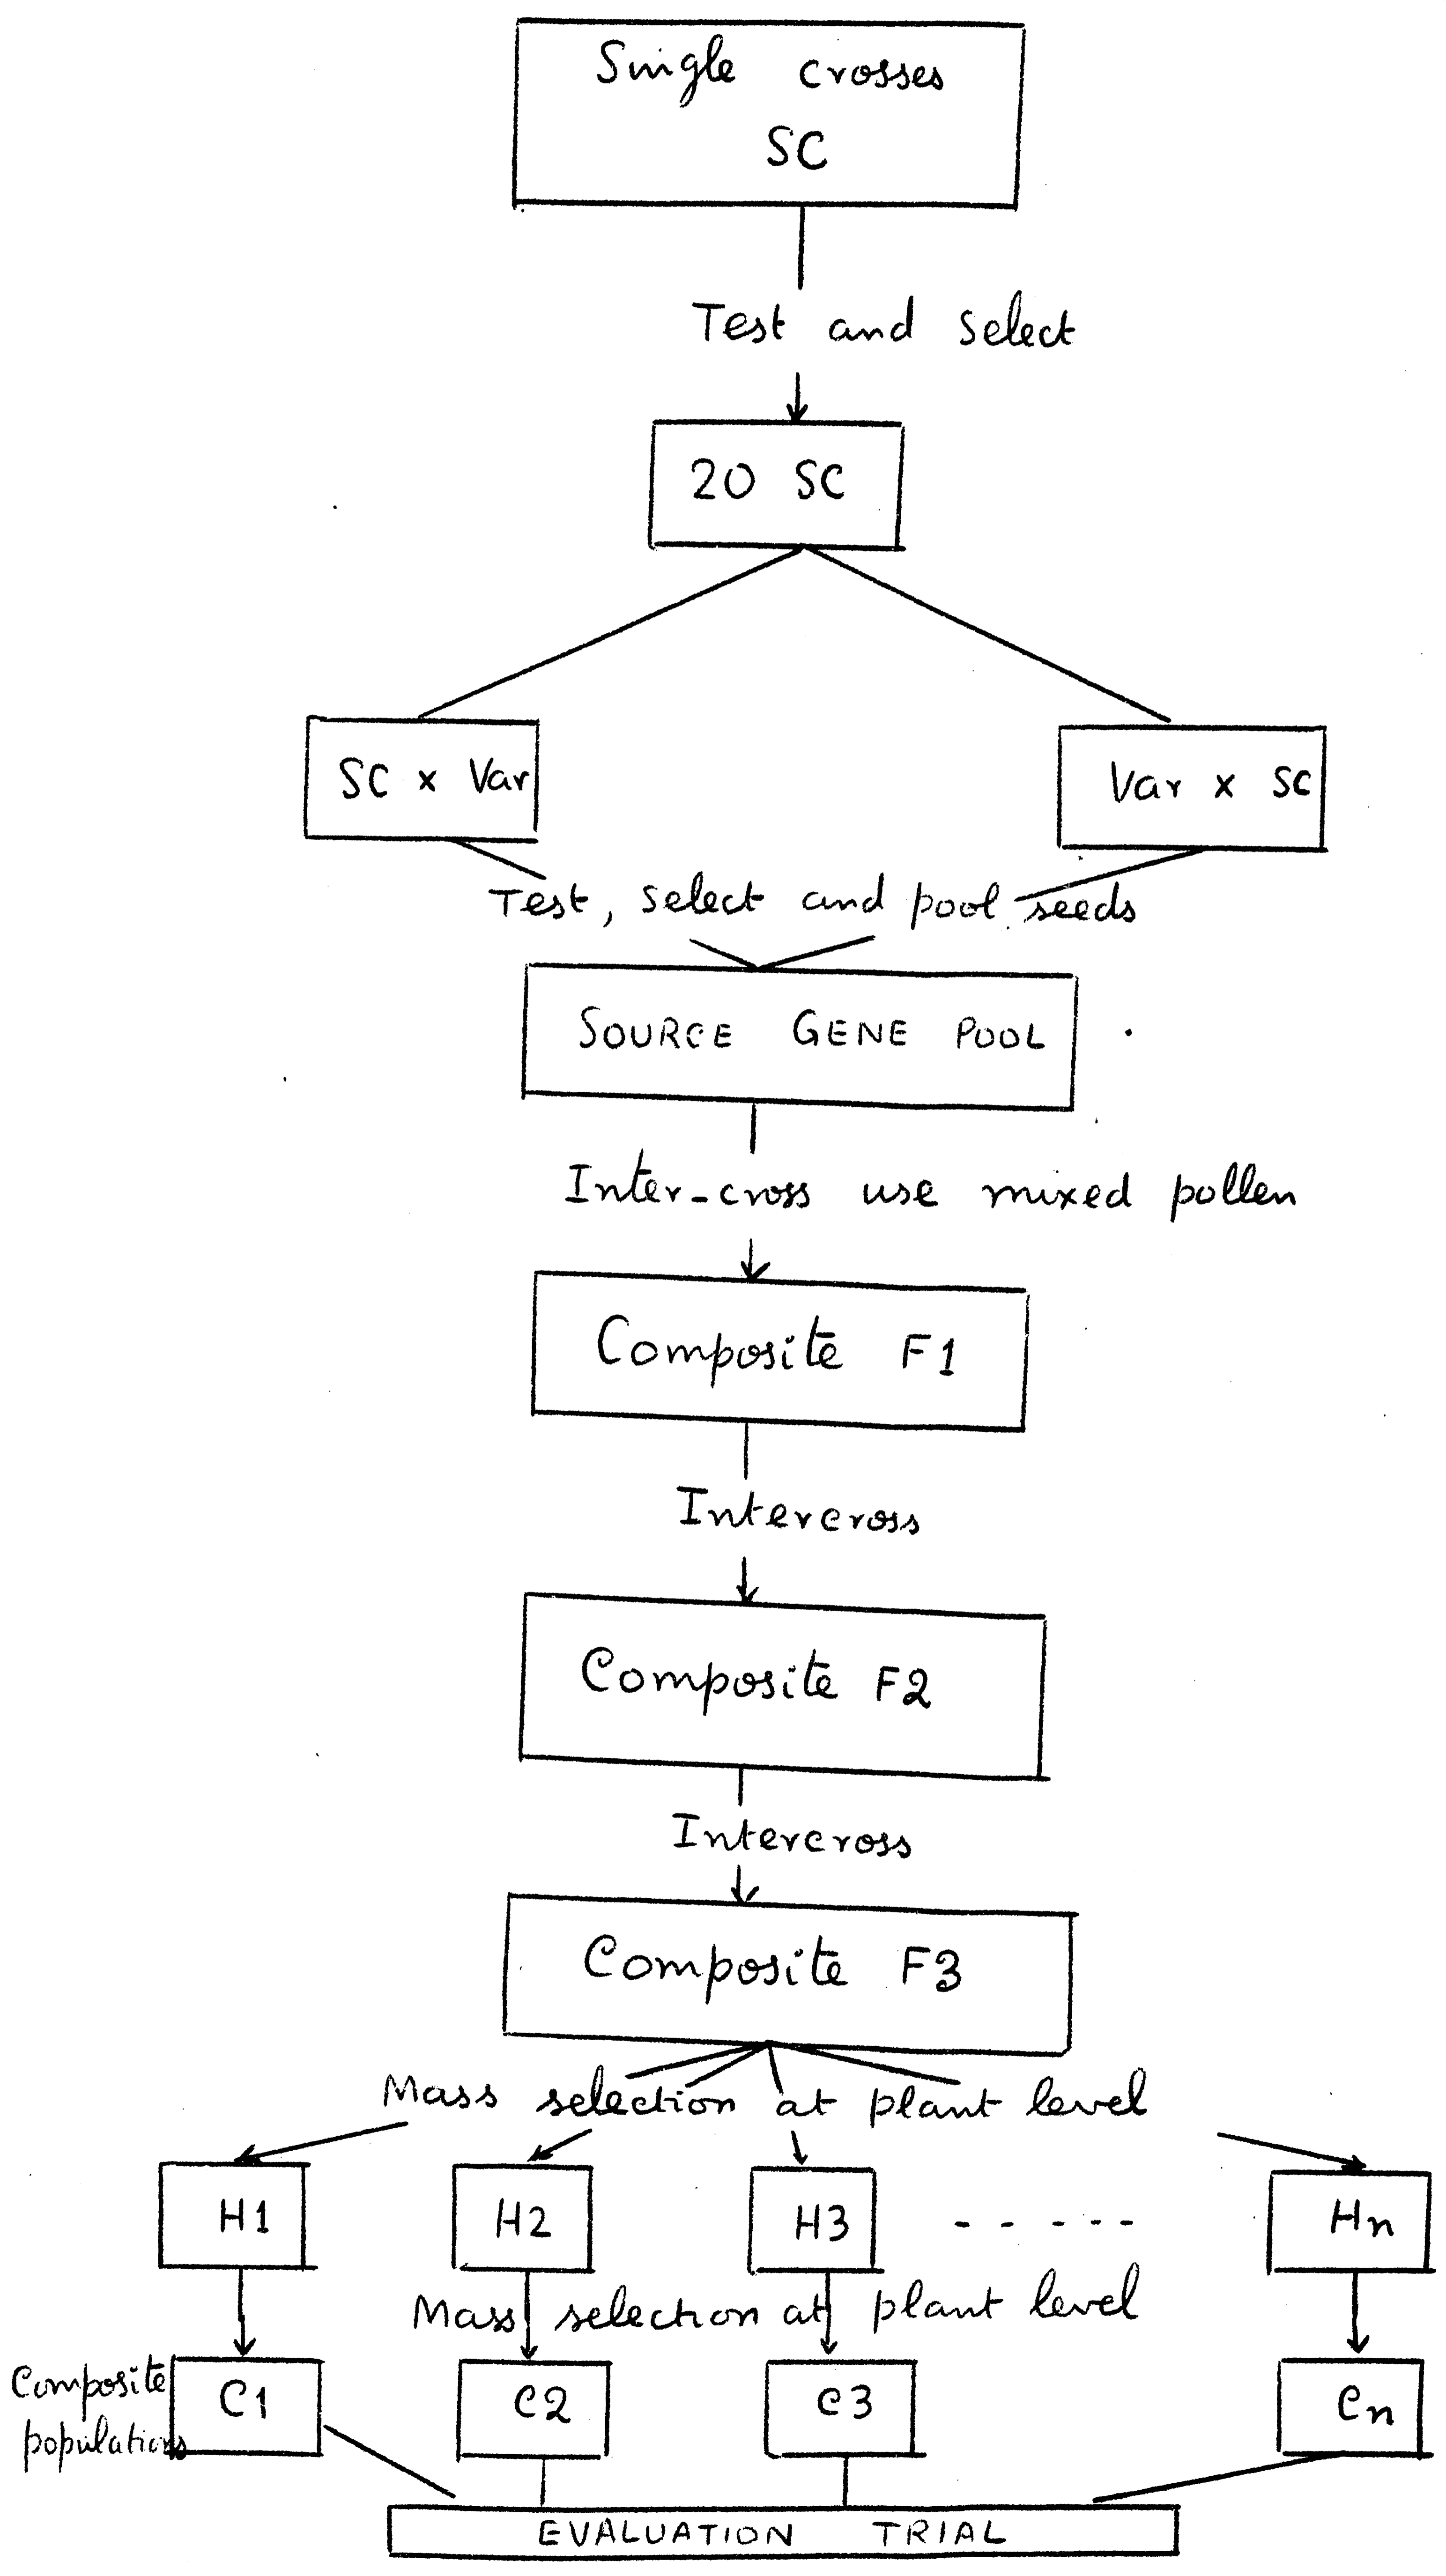 Single crosses
SC
Test and select
20 SC
SC x Var
Var x SC
Test, select and pool seeds
SOURCE GENE POOL
Inter-cross use mixed pollen
Composite F1
Intercross
Composite F2
Intercross
Composite F3
Mass selection at plant level
H1 H2 H3 ----- Hn
Mass selection at plant level
Composite
populations
C1 C2 C3 Cn
EVALUATION TRIAL